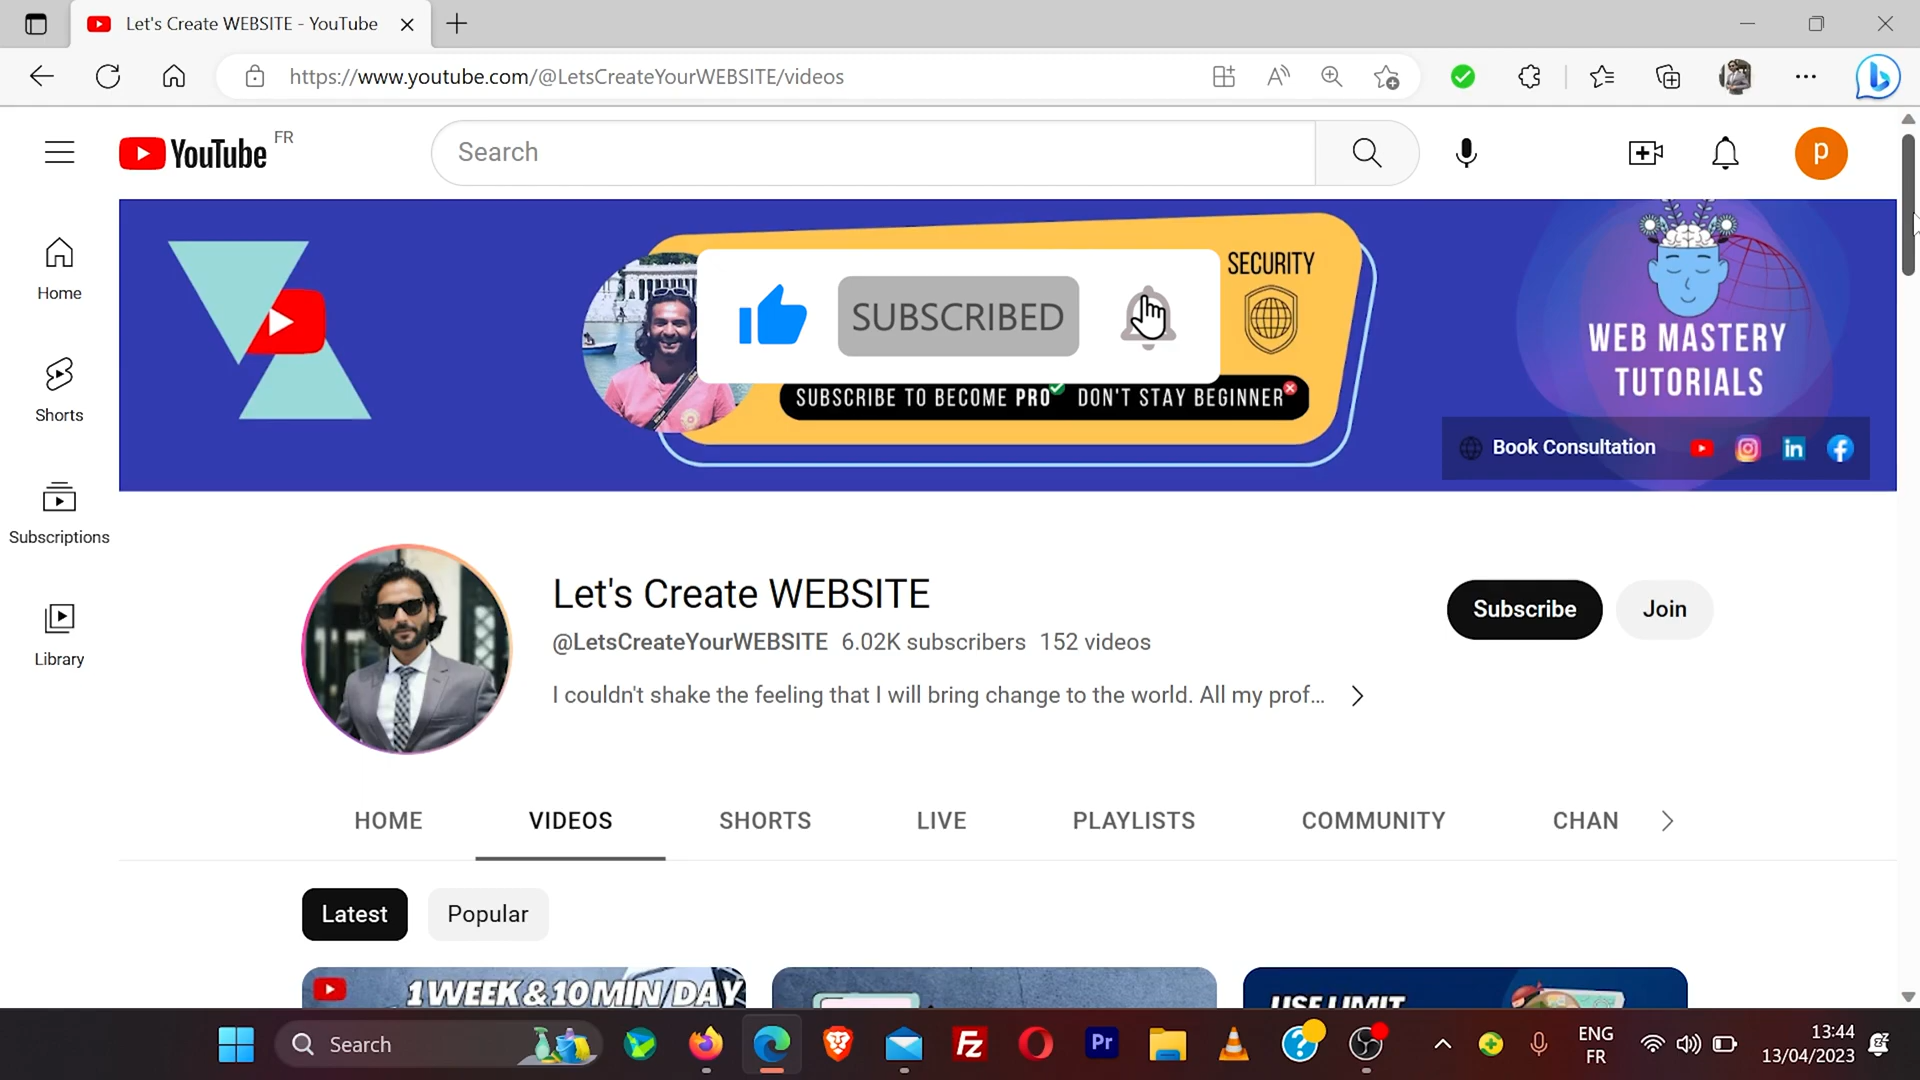 Let's Create WEBSITE - YouTube
https://www.youtube.com/@LetsCreateYourWEBSITE/videos
YouTube FR
Search
p
Home
Shorts
Subscriptions
Library
SECURITY
SUBSCRIBED
SUBSCRIBE TO BECOME PRO DON'T STAY BEGINNER
WEB MASTERY
TUTORIALS
Book Consultation
Let's Create WEBSITE
@LetsCreateYourWEBSITE 6.02K subscribers 152 videos
I couldn't shake the feeling that I will bring change to the world. All my prof...
Subscribe
Join
HOME VIDEOS SHORTS LIVE PLAYLISTS COMMUNITY CHAN
Latest Popular
1 WEEK & 10 MIN/DAY
USE LIMIT
Search
Pr
ENG
FR
13:44
13/04/2023